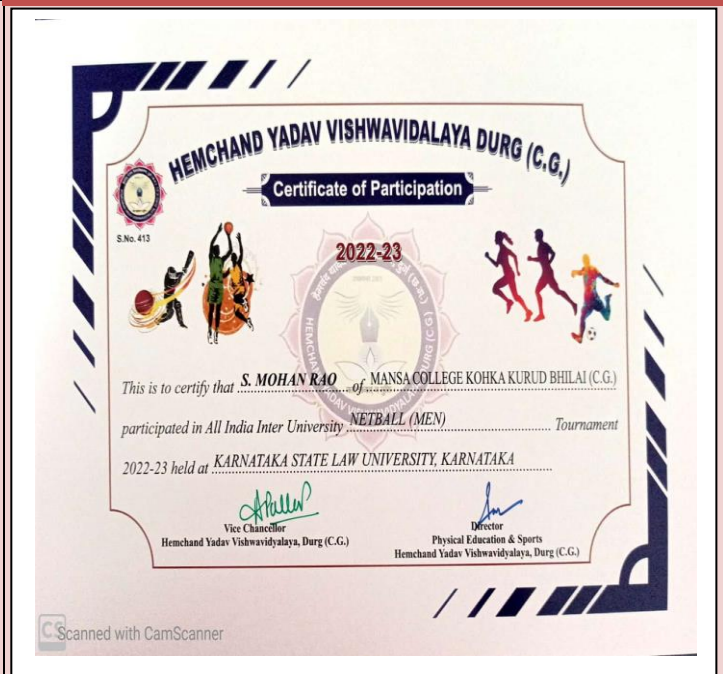 HEMCHAND YADAV VISHWAVIDALAYA DURG (C.G.)
Certificate of Participation
S.No. 413
2022-23
This is to certify that S. MOHAN RAO of MANSA COLLEGE KOHKA KURUD BHILAI (C.G.)
participated in All India Inter University NETBALL (MEN) Tournament
2022-23 held at KARNATAKA STATE LAW UNIVERSITY, KARNATAKA
Vice Chancellor
Hemchand Yadav Vishwavidyalaya, Durg (C.G.)
Director
Physical Education & Sports
Hemchand Yadav Vishwavidyalaya, Durg (C.G.)
CS Scanned with CamScanner